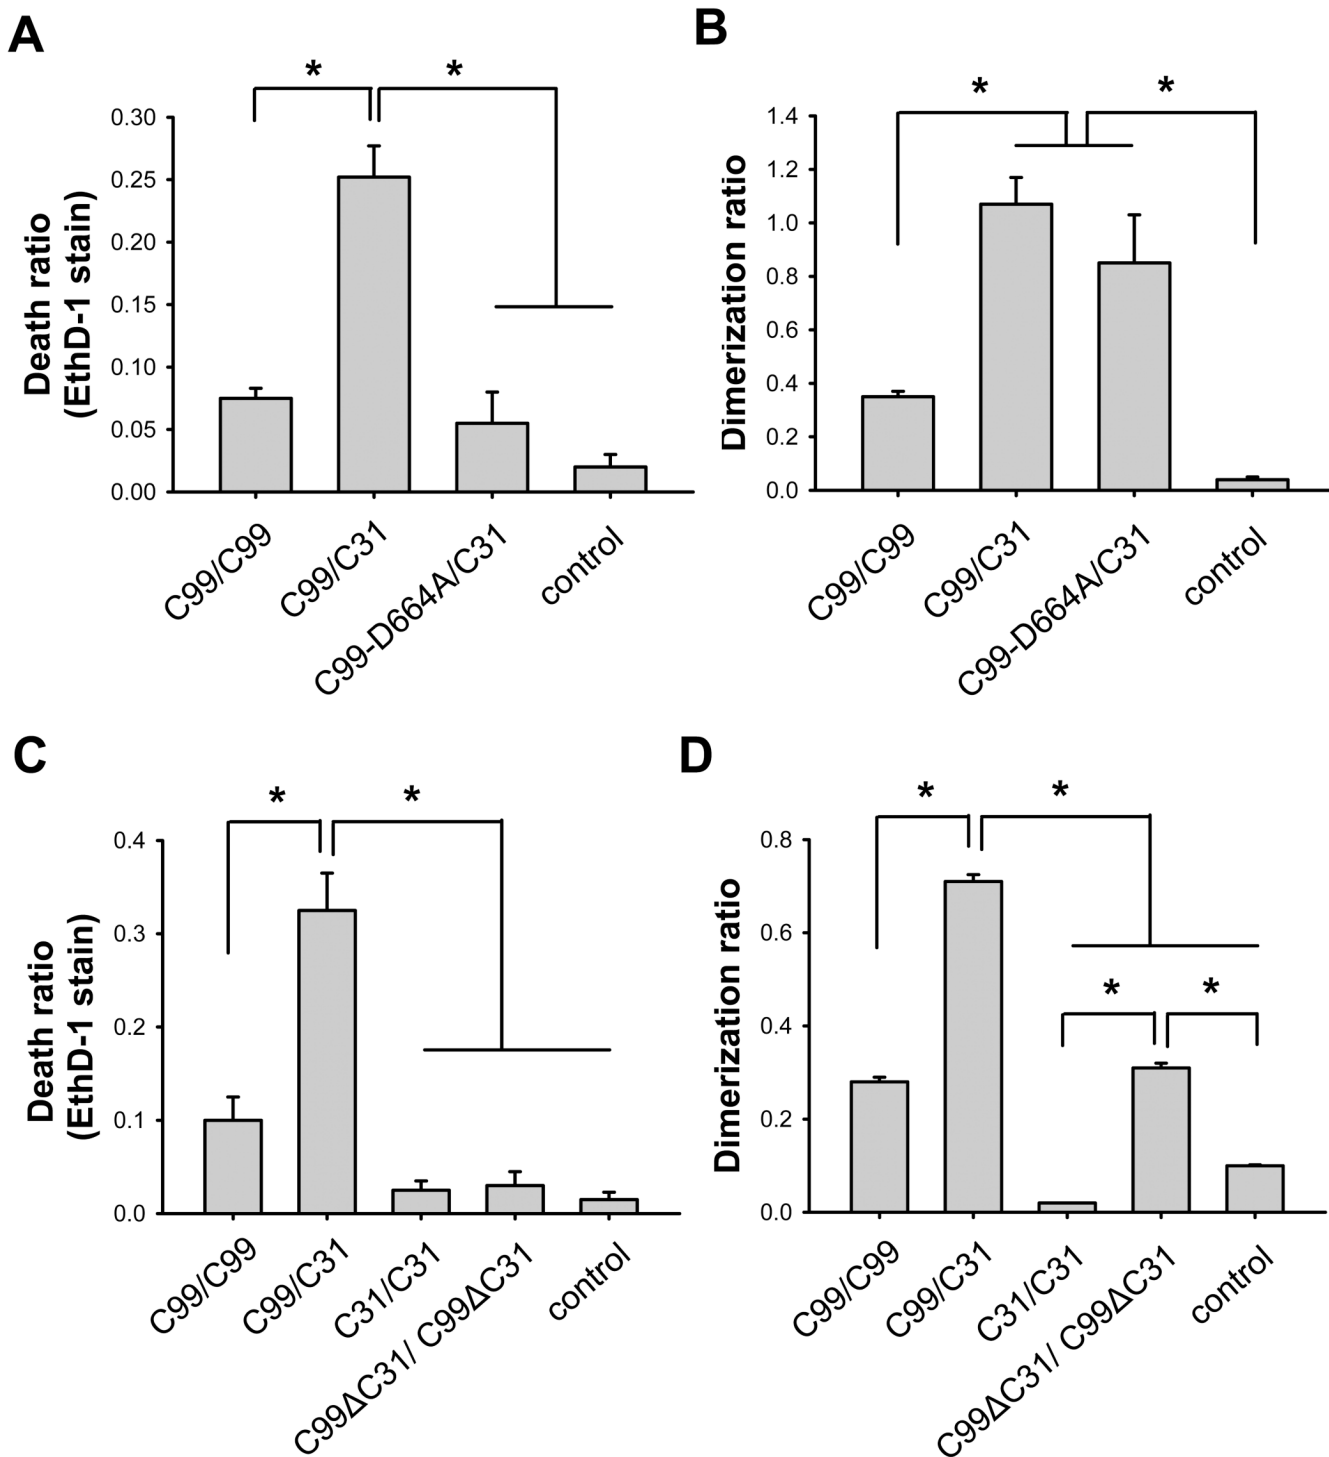 A
Death ratio
(EthD-1 stain)
* *
0.30
0.25
0.20
0.15
0.10
0.05
0.00
C99/C99
C99/C31
C99-D664A/C31
control
B
Dimerization ratio
* *
1.4
1.2
1.0
0.8
0.6
0.4
0.2
0.0
C99/C99
C99/C31
C99-D664A/C31
control
C
Death ratio
(EthD-1 stain)
* *
0.4
0.3
0.2
0.1
0.0
C99/C99
C99/C31
C31/C31
C99ΔC31/ C99ΔC31
control
D
Dimerization ratio
* *
* *
0.8
0.6
0.4
0.2
0.0
C99/C99
C99/C31
C31/C31
C99ΔC31/ C99ΔC31
control